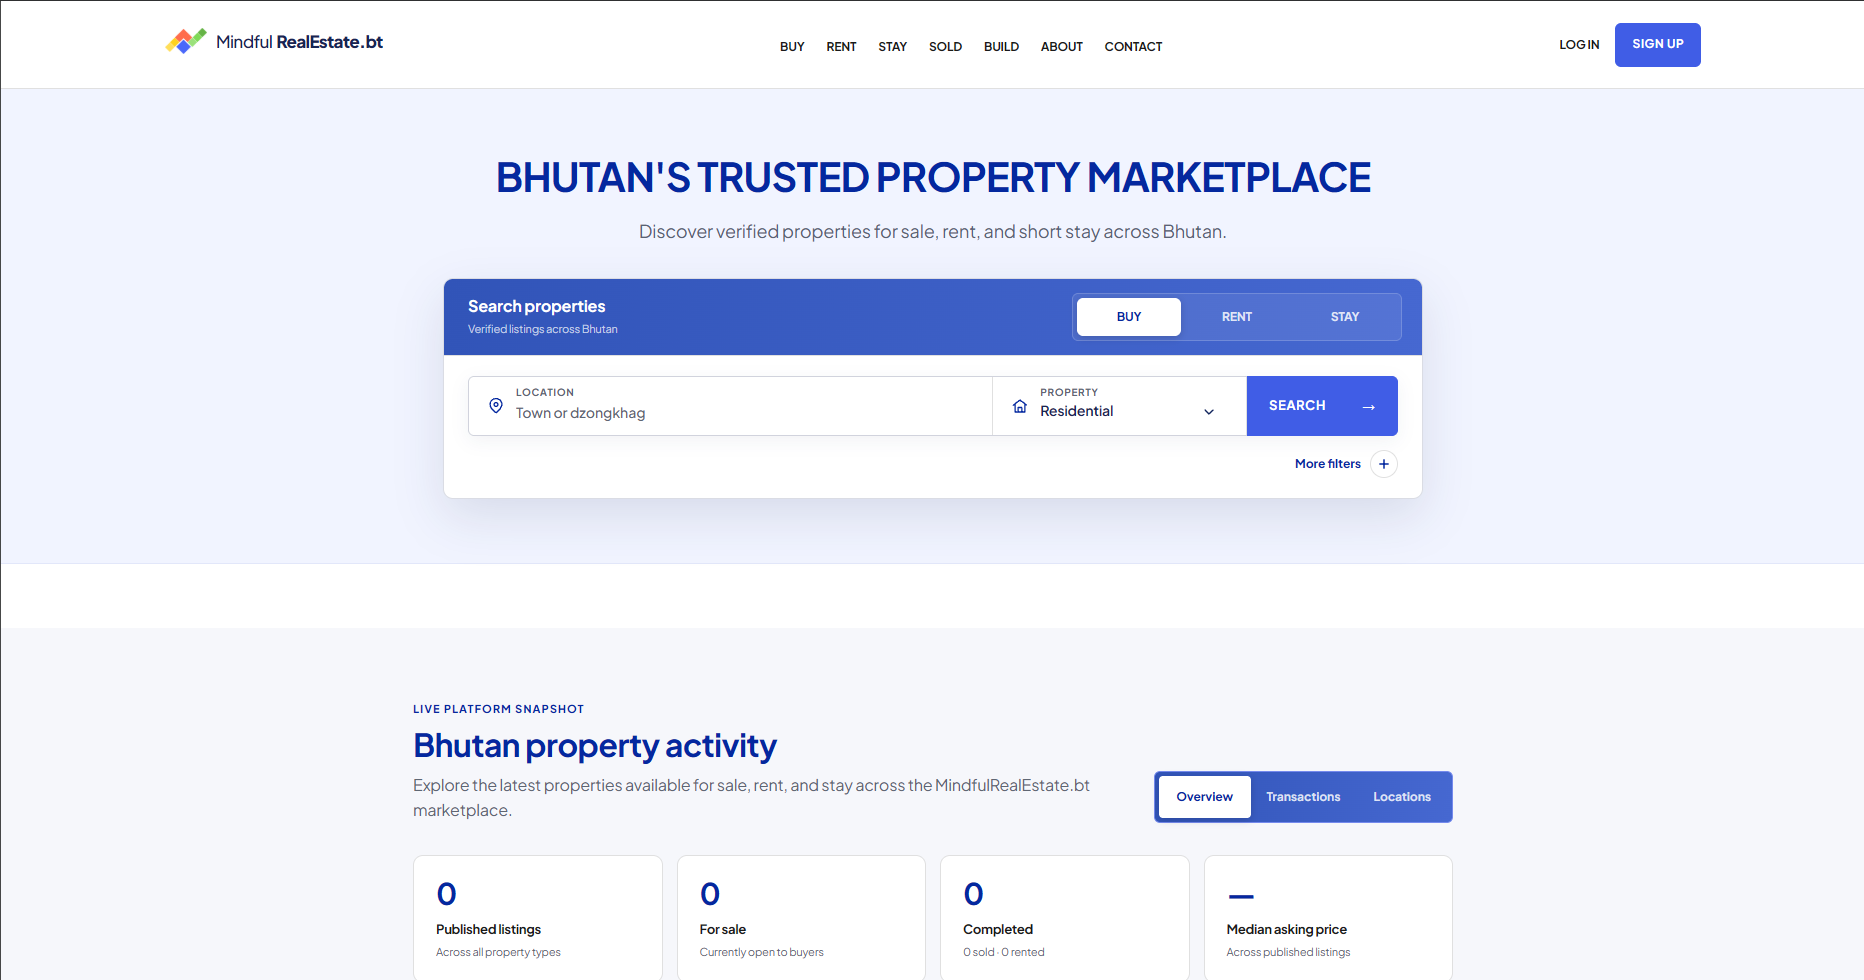 Mindful RealEstate.bt
BUY RENT STAY SOLD BUILD ABOUT CONTACT
LOG IN
SIGN UP
BHUTAN'S TRUSTED PROPERTY MARKETPLACE
Discover verified properties for sale, rent, and short stay across Bhutan.
Search properties
Verified listings across Bhutan
BUY RENT STAY
LOCATION
Town or dzongkhag
PROPERTY
Residential
SEARCH →
More filters +
LIVE PLATFORM SNAPSHOT
Bhutan property activity
Explore the latest properties available for sale, rent, and stay across the MindfulRealEstate.bt
marketplace.
Overview Transactions Locations
0
Published listings
Across all property types
0
For sale
Currently open to buyers
0
Completed
0 sold · 0 rented
—
Median asking price
Across published listings